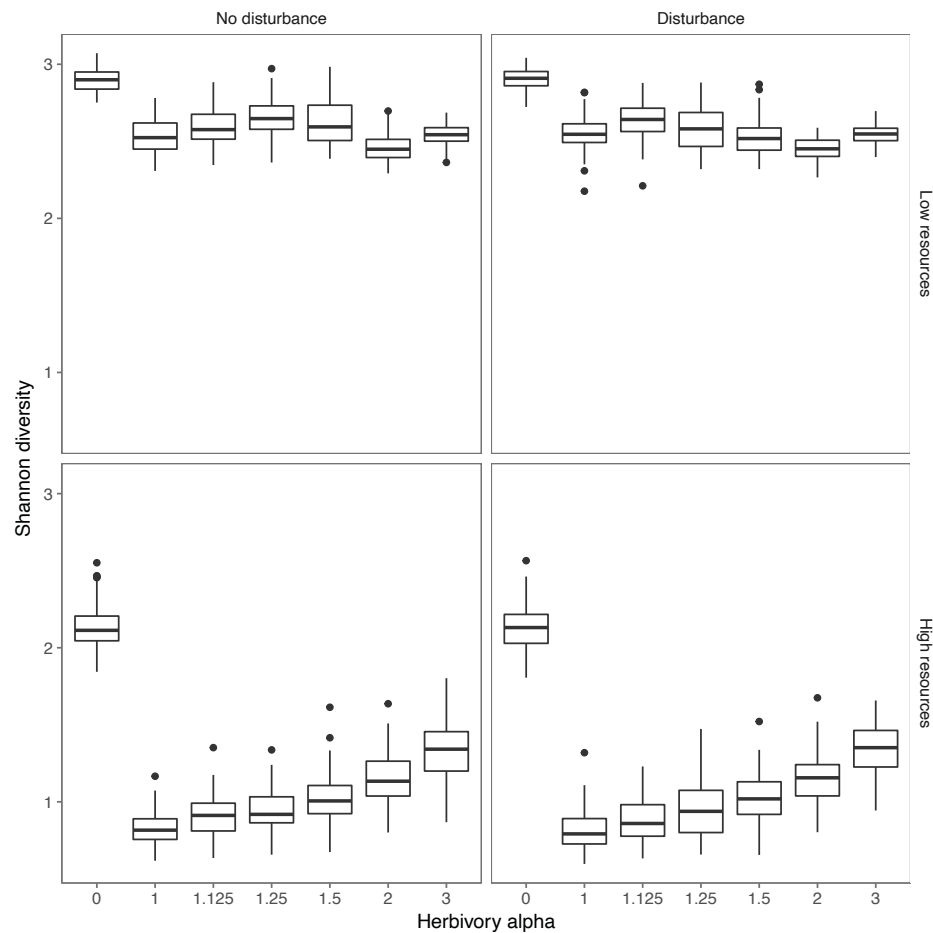 No disturbance
Disturbance
3
2
1
Low resources
Shannon diversity
3
2
1
High resources
0 1 1.125 1.25 1.5 2 3
0 1 1.125 1.25 1.5 2 3
Herbivory alpha